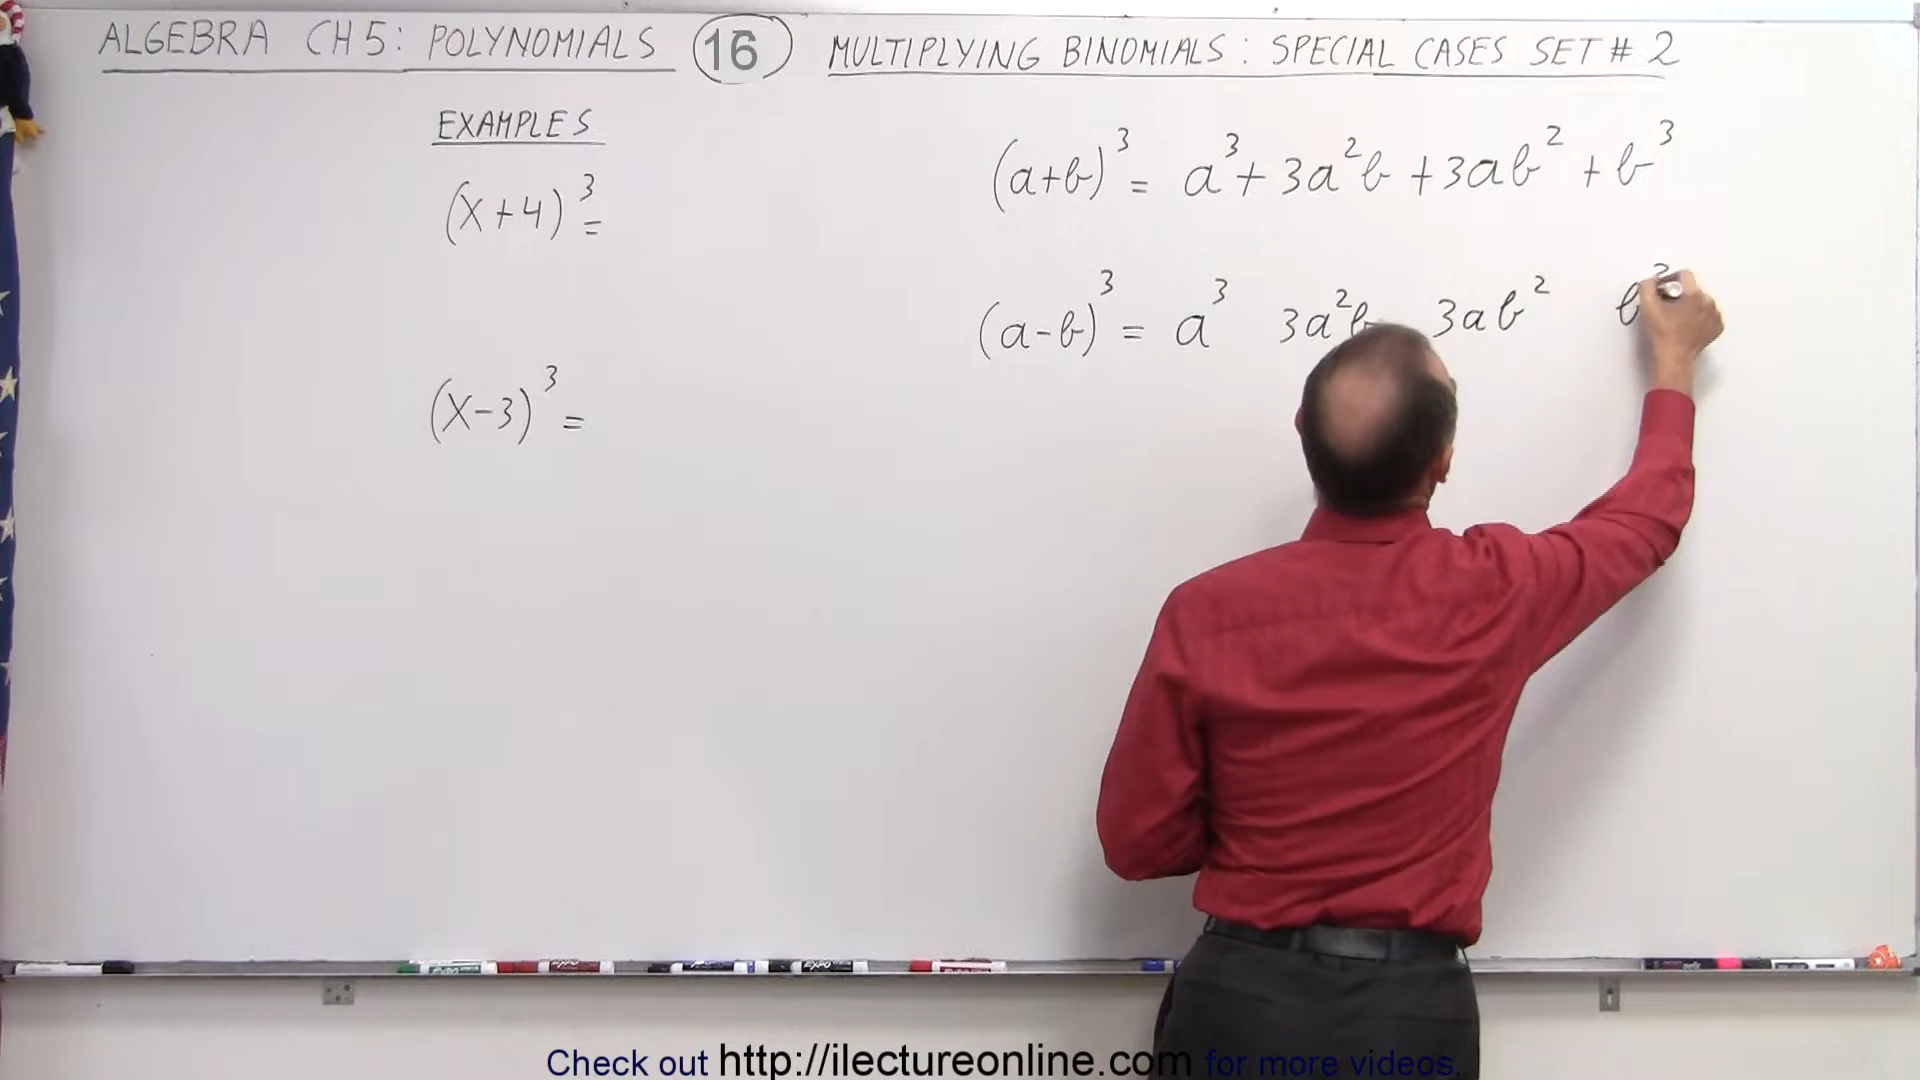 ALGEBRA CH 5: POLYNOMIALS 16 MULTIPLYING BINOMIALS: SPECIAL CASES SET # 2
EXAMPLES
(x+4)³=
(x-3)³=
(a+b)³= a³+ 3a²b +3ab² + b³
(a-b)³= a³ 3a²b 3ab² b³
EXPO
Check out http://ilectureonline.com for more videos.